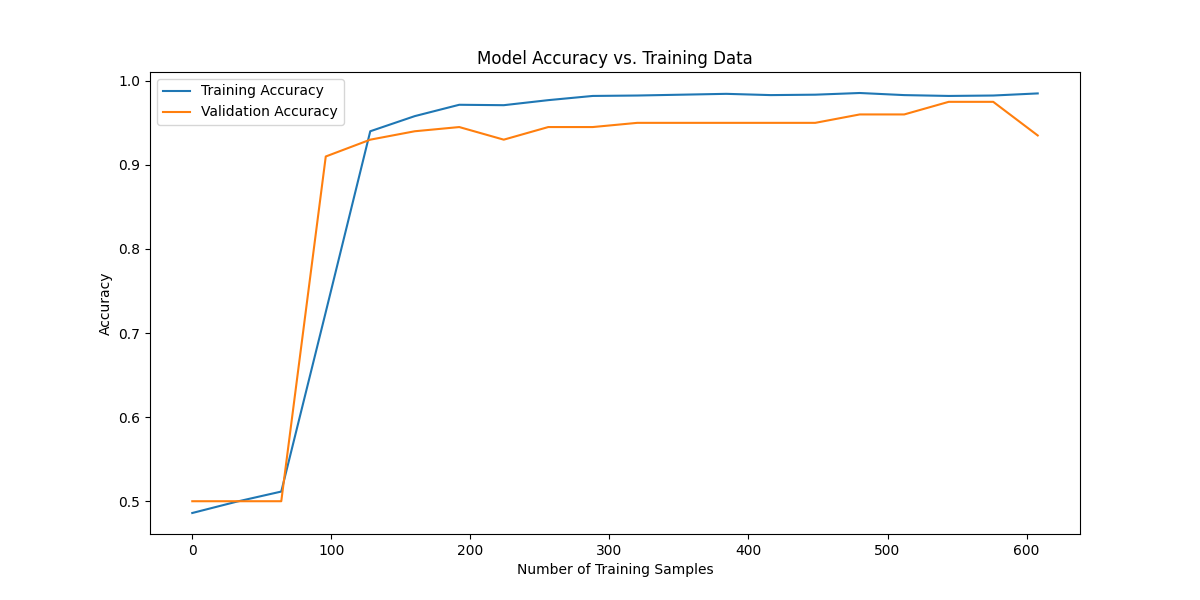 Model Accuracy vs. Training Data
Training Accuracy
Validation Accuracy
1.0
0.9
0.8
0.7
0.6
0.5
Accuracy
0 100 200 300 400 500 600
Number of Training Samples